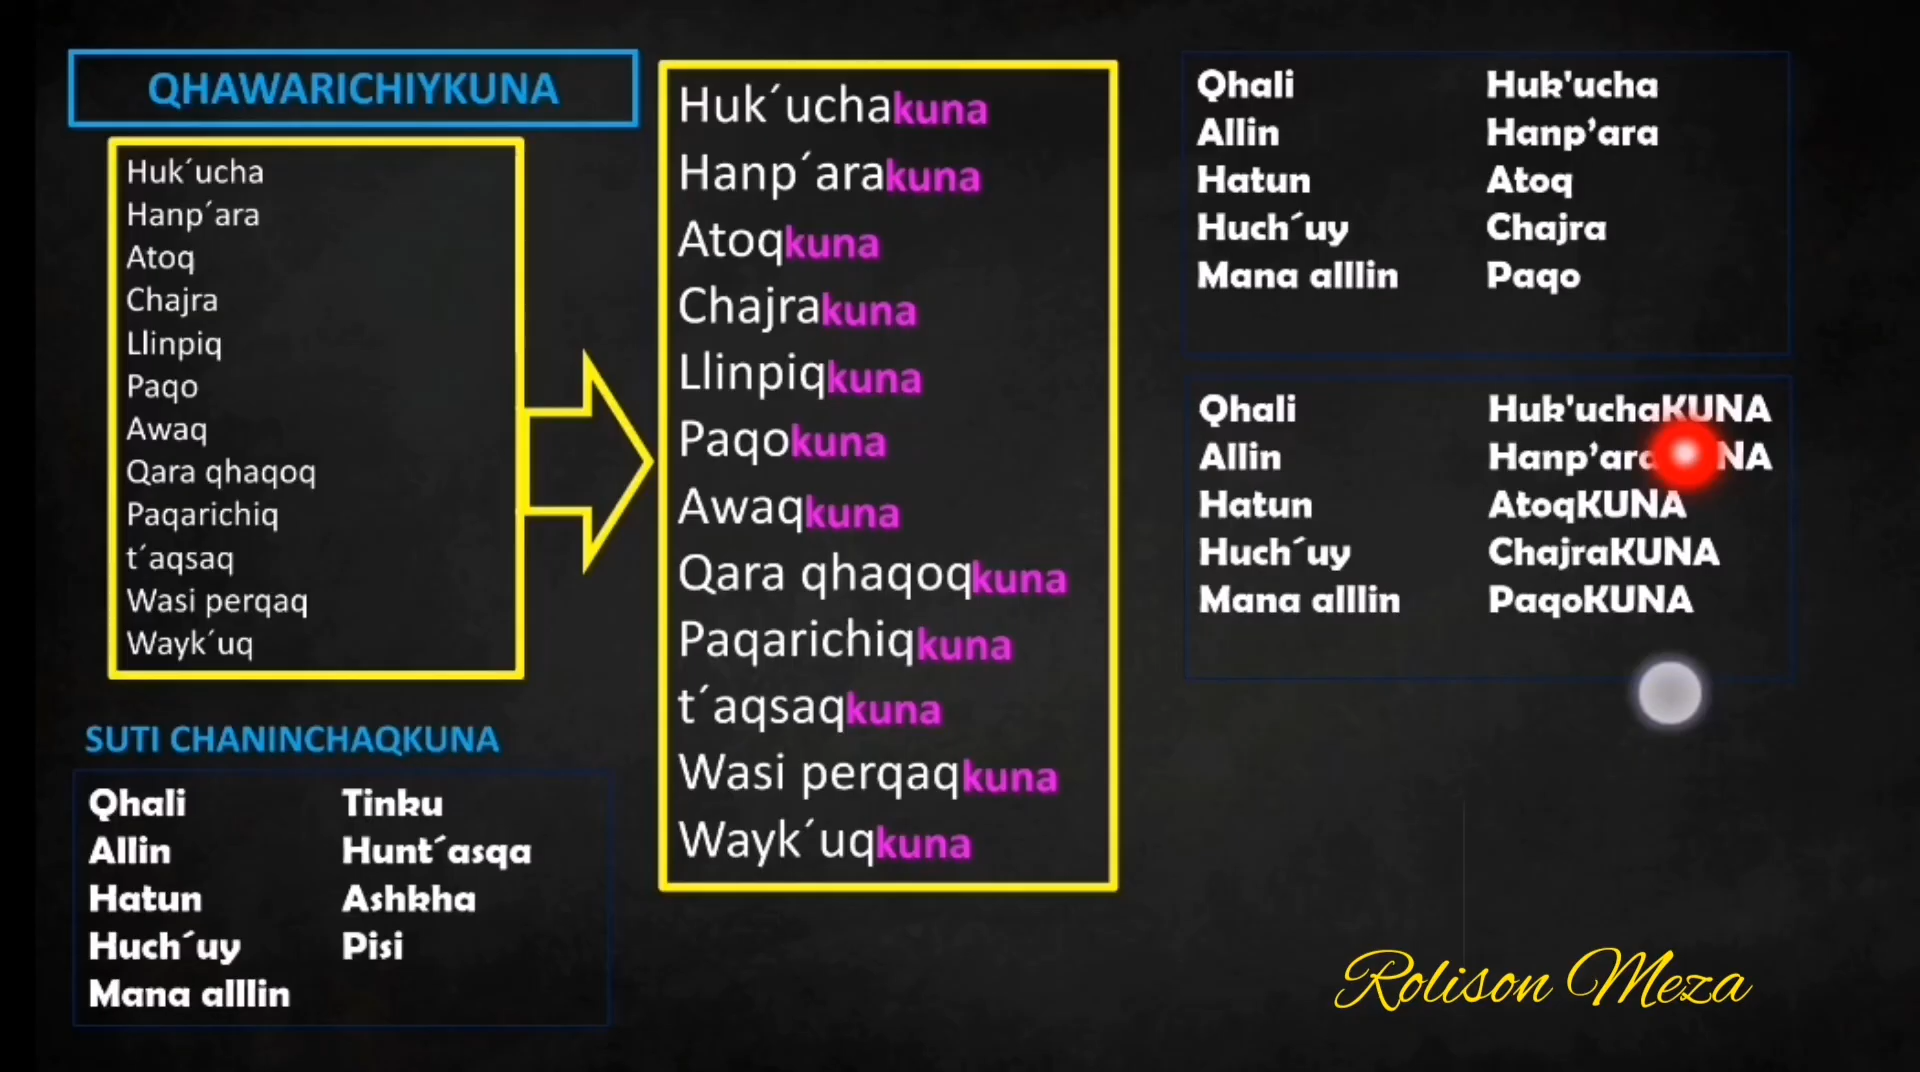 QHAWARICHIYKUNA
Huk´ucha
Hanp´ara
Atoq
Chajra
Llinpiq
Paqo
Awaq
Qara qhaqoq
Paqarichiq
t´aqsaq
Wasi perqaq
Wayk´uq
SUTI CHANINCHAQKUNA
Qhali Tinku
Allin Hunt´asqa
Hatun Ashkha
Huch´uy Pisi
Mana alllin
Huk´uchakuna
Hanp´arakuna
Atoqkuna
Chajrakuna
Llinpiqkuna
Paqokuna
Awaqkuna
Qara qhaqoqkuna
Paqarichiqkuna
t´aqsaqkuna
Wasi perqaqkuna
Wayk´uqkuna
Qhali Huk'ucha
Allin Hanp’ara
Hatun Atoq
Huch´uy Chajra
Mana alllin Paqo
Qhali Huk'uchaKUNA
Allin
Hatun AtoqKUNA
Huch´uy ChajraKUNA
Mana alllin PaqoKUNA
Rolison Meza